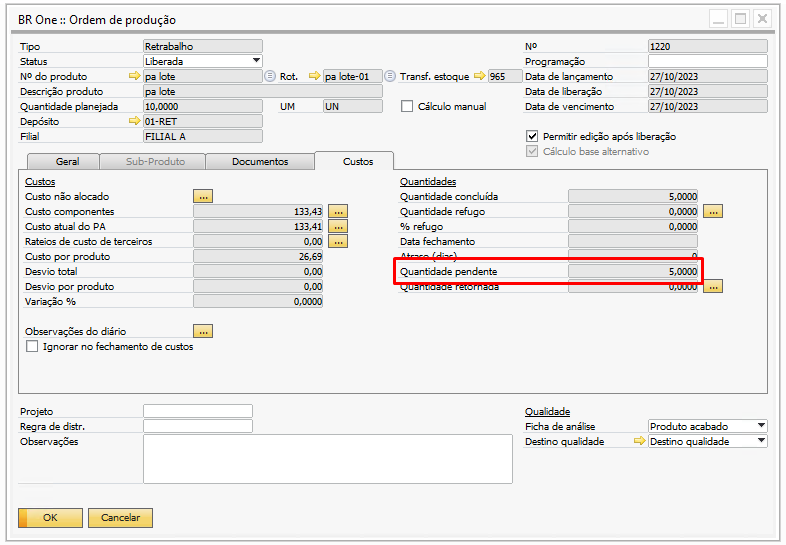 BR One :: Ordem de produção
Tipo Retrabalho Nº 1220
Status Liberada Programação
Nº do produto pa lote Rot. pa lote-01 Transf. estoque 965 Data de lançamento 27/10/2023
Descrição produto pa lote Data de liberação 27/10/2023
Quantidade planejada 10,0000 UM UN Cálculo manual Data de vencimento 27/10/2023
Depósito 01-RET
Filial FILIAL A Permitir edição após liberação
Cálculo base alternativo
Geral Sub-Produto Documentos Custos
Custos Quantidades
Custo não alocado ... Quantidade concluída 5,0000
Custo componentes 133,43 ... Quantidade refugo 0,0000 ...
Custo atual do PA 133,41 ... % refugo 0,0000
Rateios de custo de terceiros 0,00 ... Data fechamento
Custo por produto 26,69 Atraso (dias) 0
Desvio total 0,00 Quantidade pendente 5,0000
Desvio por produto 0,00 Quantidade retornada 0,0000 ...
Variação % 0,0000
Observações do diário ...
Ignorar no fechamento de custos
Projeto Qualidade
Regra de distr. Ficha de análise Produto acabado
Observações Destino qualidade Destino qualidade
OK Cancelar